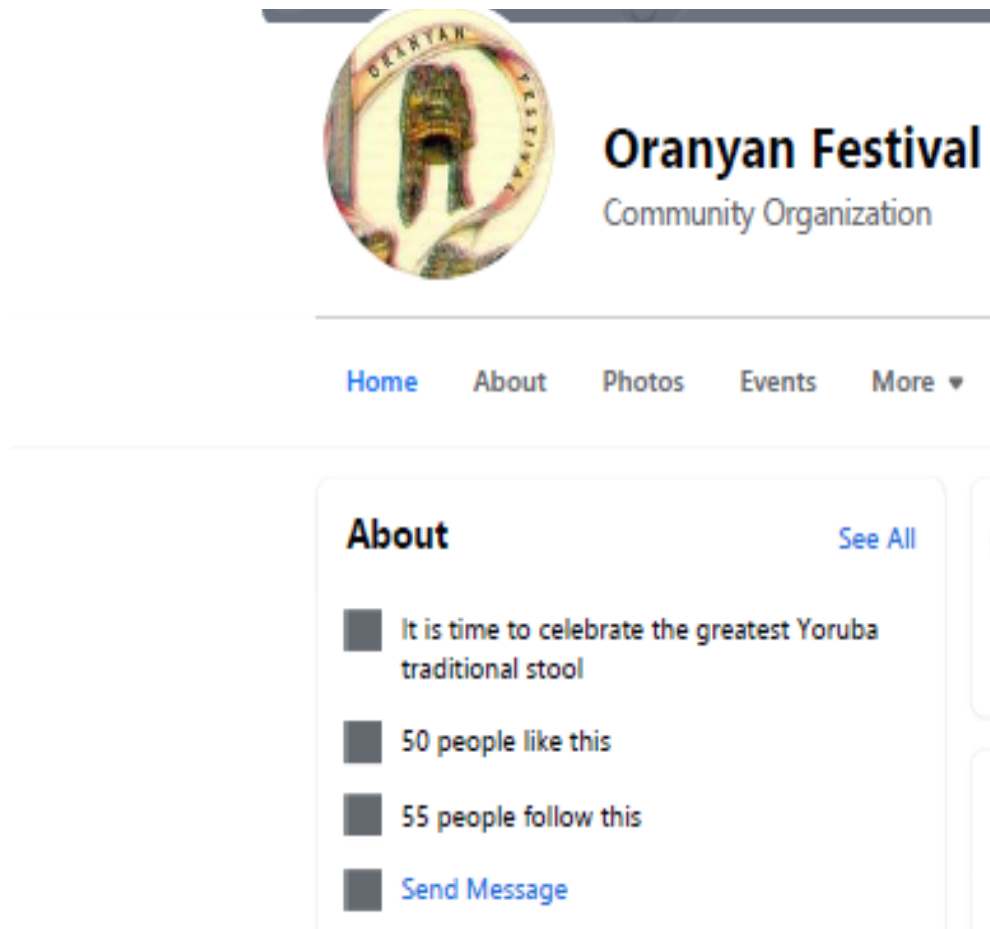 ORANYAN FESTIVAL
Oranyan Festival
Community Organization
Home About Photos Events More
About See All
It is time to celebrate the greatest Yoruba
traditional stool
50 people like this
55 people follow this
Send Message